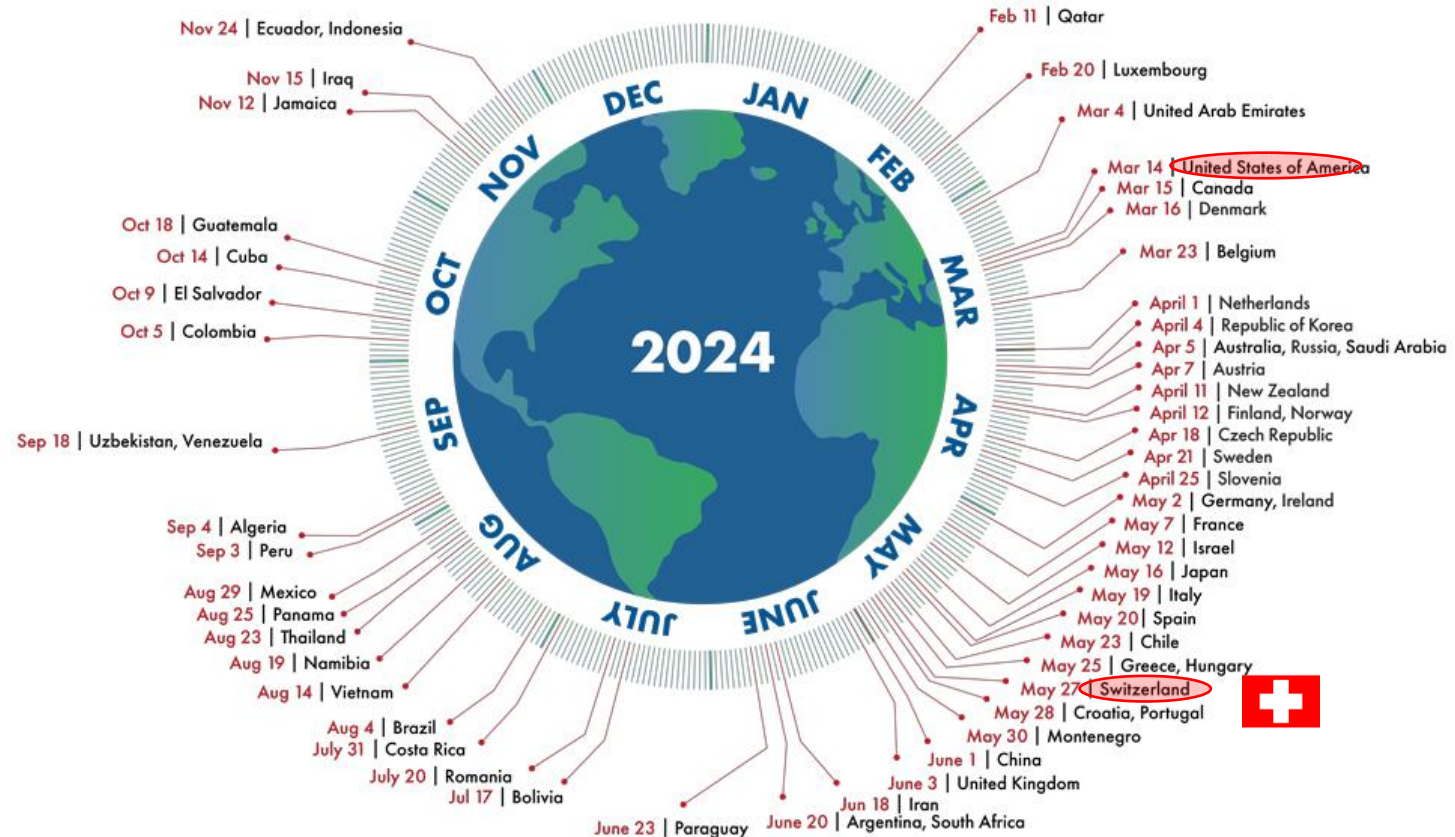 Nov 24 | Ecuador, Indonesia
Nov 15 | Iraq
Nov 12 | Jamaica
Oct 18 | Guatemala
Oct 14 | Cuba
Oct 9 | El Salvador
Oct 5 | Colombia
Sep 18 | Uzbekistan, Venezuela
Sep 4 | Algeria
Sep 3 | Peru
Aug 29 | Mexico
Aug 25 | Panama
Aug 23 | Thailand
Aug 19 | Namibia
Aug 14 | Vietnam
Aug 4 | Brazil
July 31 | Costa Rica
July 20 | Romania
Jul 17 | Bolivia
DEC
JAN
NOV
FEB
OCT
MAR
2024
SEP
APR
AUG
MAY
JULY
JUNE
Feb 11 | Qatar
Feb 20 | Luxembourg
Mar 4 | United Arab Emirates
Mar 14 | United States of America
Mar 15 | Canada
Mar 16 | Denmark
Mar 23 | Belgium
April 1 | Netherlands
April 4 | Republic of Korea
Apr 5 | Australia, Russia, Saudi Arabia
Apr 7 | Austria
April 11 | New Zealand
April 12 | Finland, Norway
Apr 18 | Czech Republic
Apr 21 | Sweden
April 25 | Slovenia
May 2 | Germany, Ireland
May 7 | France
May 12 | Israel
May 16 | Japan
May 19 | Italy
May 20| Spain
May 23 | Chile
May 25 | Greece, Hungary
May 27 | Switzerland
May 28 | Croatia, Portugal
May 30 | Montenegro
June 1 | China
June 3 | United Kingdom
Jun 18 | Iran
June 20 | Argentina, South Africa
June 23 | Paraguay